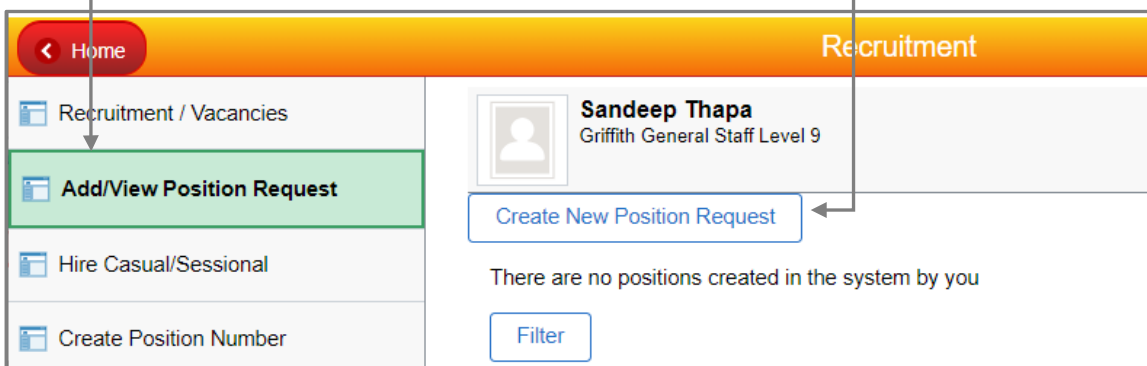 Home
Recruitment
Recruitment / Vacancies
Add/View Position Request
Hire Casual/Sessional
Create Position Number
Sandeep Thapa
Griffith General Staff Level 9
Create New Position Request
There are no positions created in the system by you
Filter